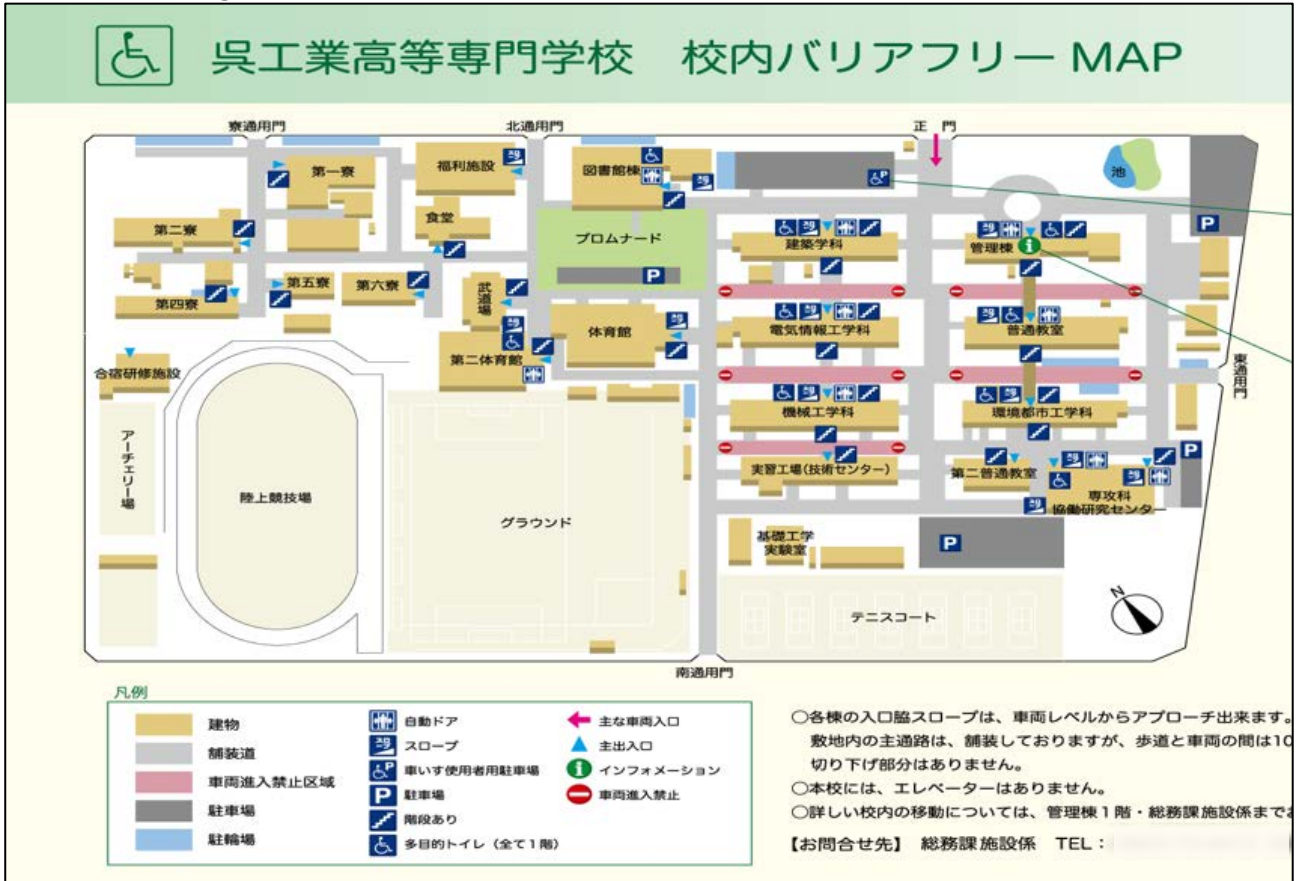 呉工業高等専門学校 校内バリアフリー MAP
寮通用門
北通用門
正 門
第一寮
福利施設
図書館棟
池
P
第二寮
食堂
プロムナード
建築学科
管理棟
i
P
P
第四寮
第五寮
第六寮
武道場
体育館
電気情報工学科
普通教室
第二体育館
合宿研修施設
東通用門
機械工学科
環境都市工学科
アーチェリー場
陸上競技場
グラウンド
実習工場(技術センター)
第二普通教室
P
専攻科
協働研究センター
基礎工学
実験室
P
N
テニスコート
南通用門
凡例
建物
舗装道
車両進入禁止区域
駐車場
駐輪場
自動ドア
スロープ
車いす使用者用駐車場
P 駐車場
階段あり
多目的トイレ(全て1階)
主な車両入口
主出入口
i インフォメーション
車両進入禁止
○各棟の入口脇スロープは、車両レベルからアプローチ出来ます。
敷地内の主通路は、舗装しておりますが、歩道と車両の間は10
切り下げ部分はありません。
○本校には、エレベーターはありません。
○詳しい校内の移動については、管理棟1階・総務課施設係まで
【お問合せ先】 総務課施設係 TEL: